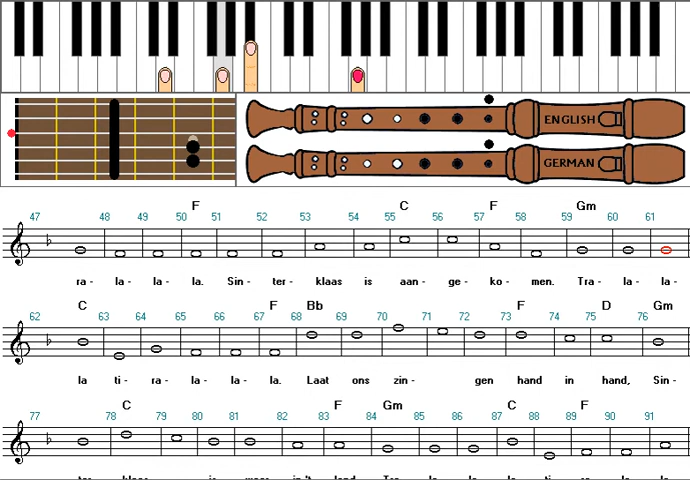 ENGLISH
GERMAN
F C F Gm
47 48 49 50 51 52 53 54 55 56 57 58 59 60 61
ra- la- la- la. Sin- ter- klaas is aan- ge- ko- men. Tra- la- la-
C F Bb F D Gm
62 63 64 65 66 67 68 69 70 71 72 73 74 75 76
la ti- ra- la- la- la. Laat ons zin- gen hand in hand, Sin-
C F Gm C F
77 78 79 80 81 82 83 84 85 86 87 88 89 90 91